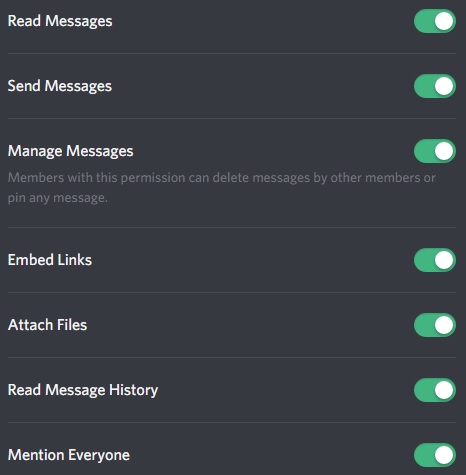 Read Messages
Send Messages
Manage Messages
Members with this permission can delete messages by other members or
pin any message.
Embed Links
Attach Files
Read Message History
Mention Everyone